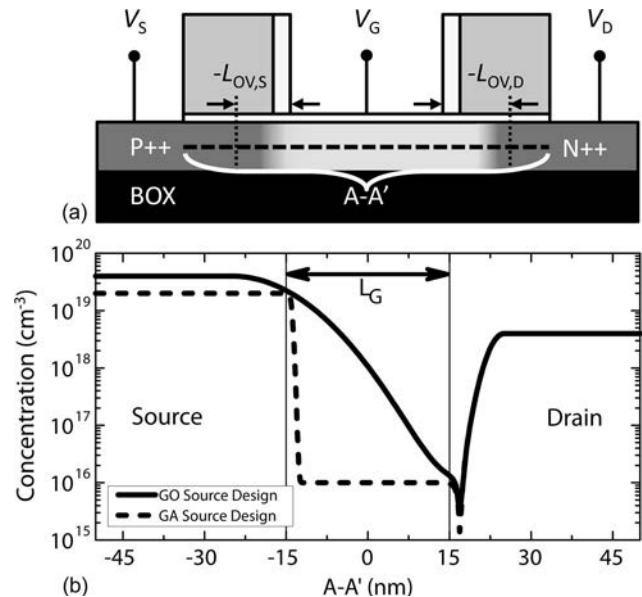 V_S V_G V_D
-L_OV,S -L_OV,D
P++ N++
BOX A-A'
(a)
10^20
10^19
10^18
10^17
10^16
10^15
Concentration (cm^-3)
L_G
Source Drain
GO Source Design
GA Source Design
-45 -30 -15 0 15 30 45
(b) A-A' (nm)